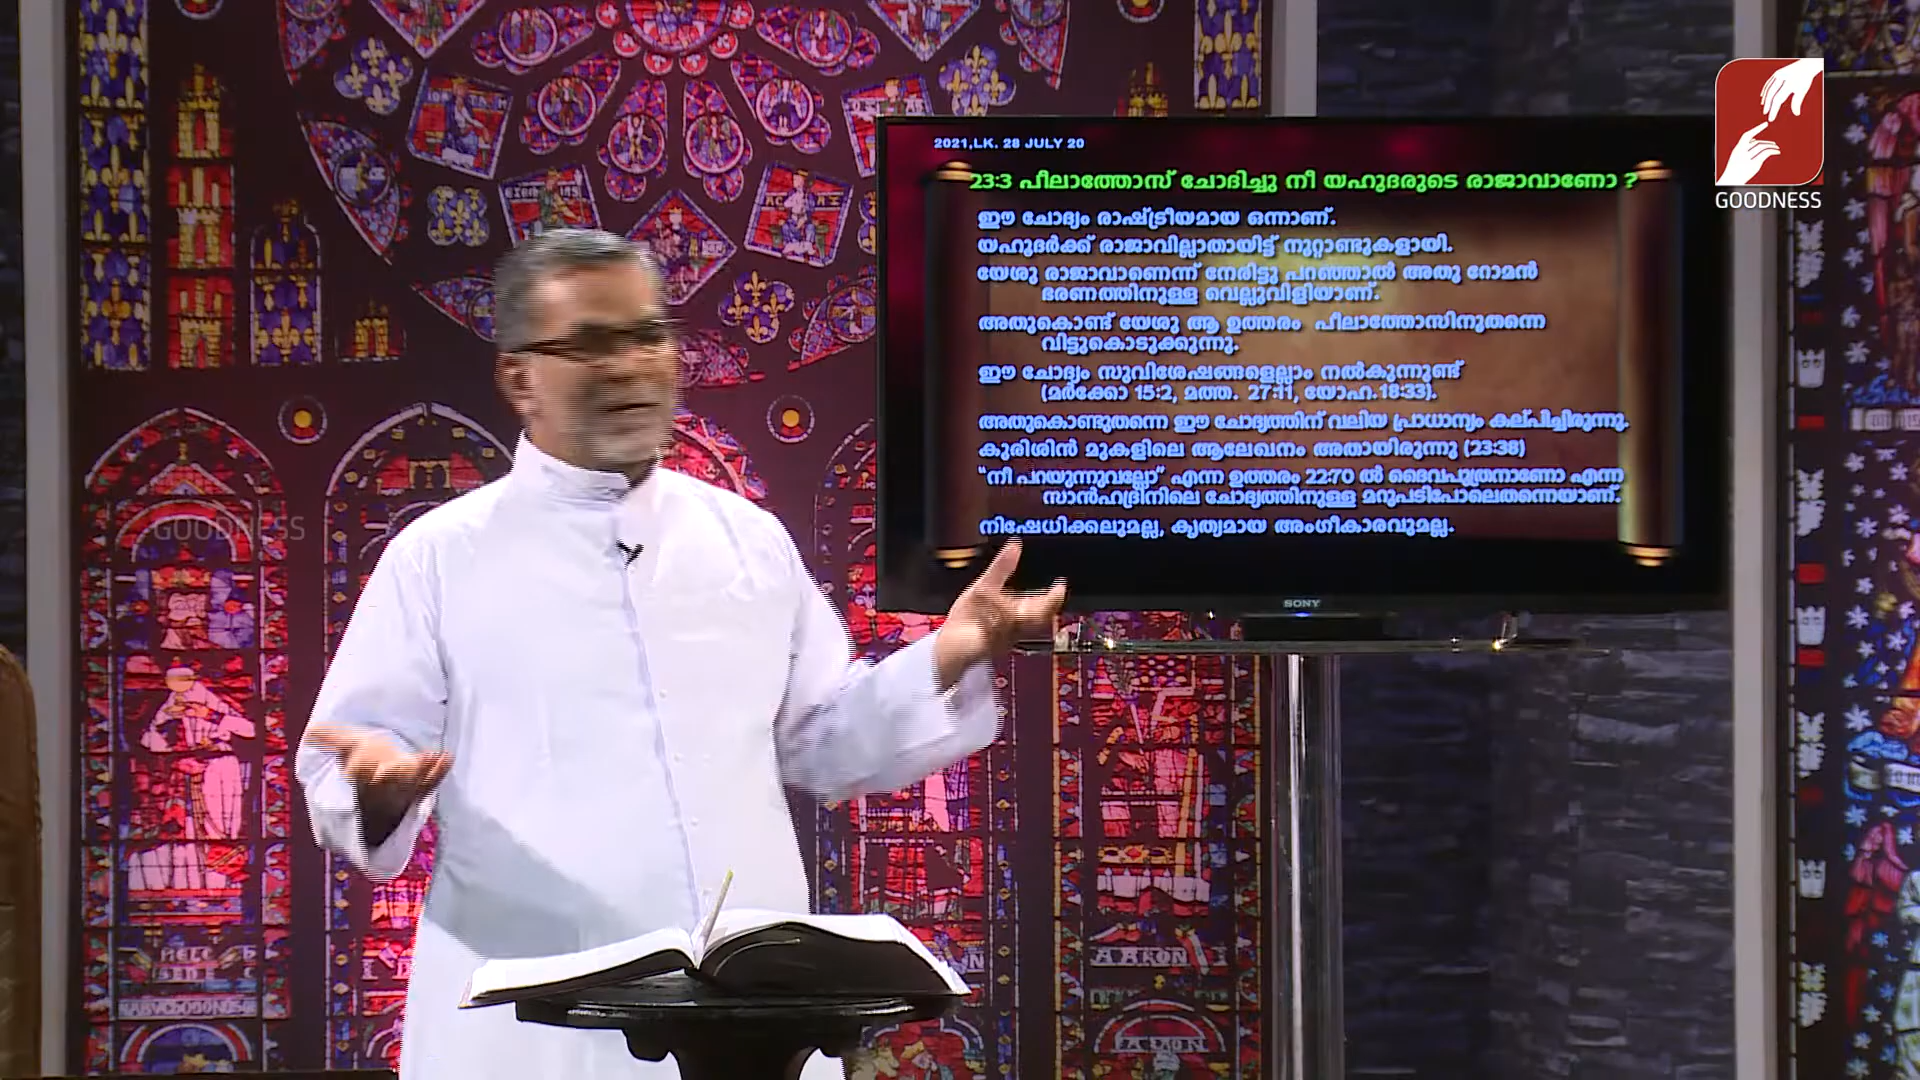 2021,LK. 28 JULY 20
23:3 പീലാത്തോസ് ചോദിച്ചു നീ യഹൂദരുടെ രാജാവാണോ ?
ഈ ചോദ്യം രാഷ്ട്രീയമായ ഒന്നാണ്.
യഹൂദർക്ക് രാജാവില്ലാതായിട്ട് നൂറ്റാണ്ടുകളായി.
യേശു രാജാവാണെന്ന് നേരിട്ടു പറഞ്ഞാൽ അതു റോമൻ
ഭരണത്തിനുള്ള വെല്ലുവിളിയാണ്.
അതുകൊണ്ട് യേശു ആ ഉത്തരം പീലാത്തോസിനുതന്നെ
വിട്ടുകൊടുക്കുന്നു.
ഈ ചോദ്യം സുവിശേഷങ്ങളെല്ലാം നൽകുന്നുണ്ട്
(മർക്കോ 15:2, മത്ത. 27:11, യോഹ.18:33).
അതുകൊണ്ടുതന്നെ ഈ ചോദ്യത്തിന് വലിയ പ്രാധാന്യം കല്പിച്ചിരുന്നു.
കുരിശിൻ മുകളിലെ ആലേഖനം അതായിരുന്നു (23:38)
"നീ പറയുന്നുവല്ലോ" എന്ന ഉത്തരം 22:70 ൽ ദൈവപുത്രനാണോ എന്ന
സാൻഹദ്രിനിലെ ചോദ്യത്തിനുള്ള മറുപടിപോലെതന്നെയാണ്.
നിഷേധിക്കലുമല്ല, കൃത്യമായ അംഗീകാരവുമല്ല.
SONY
GOODNESS
GOODNESS
AARON